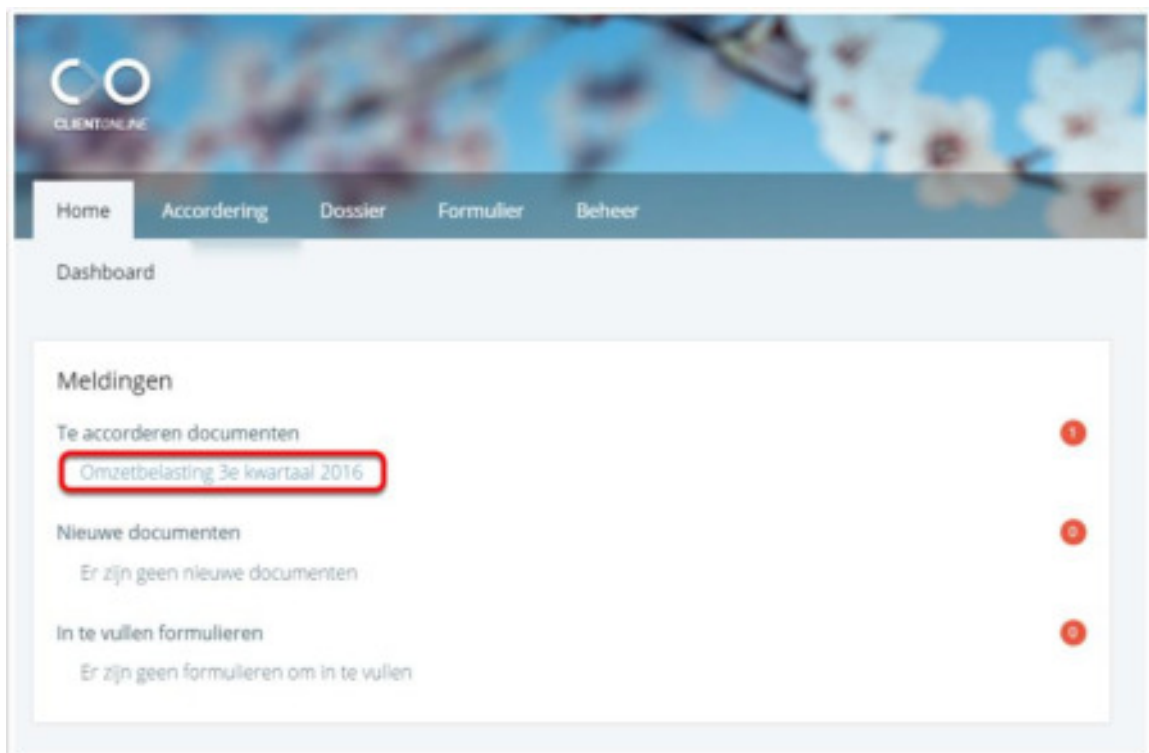 CLIENTONLINE
Home Accordering Dossier Formulier Beheer
Dashboard
Meldingen
Te accorderen documenten 1
Omzetbelasting 3e kwartaal 2016
Nieuwe documenten 0
Er zijn geen nieuwe documenten
In te vullen formulieren 0
Er zijn geen formulieren om in te vullen